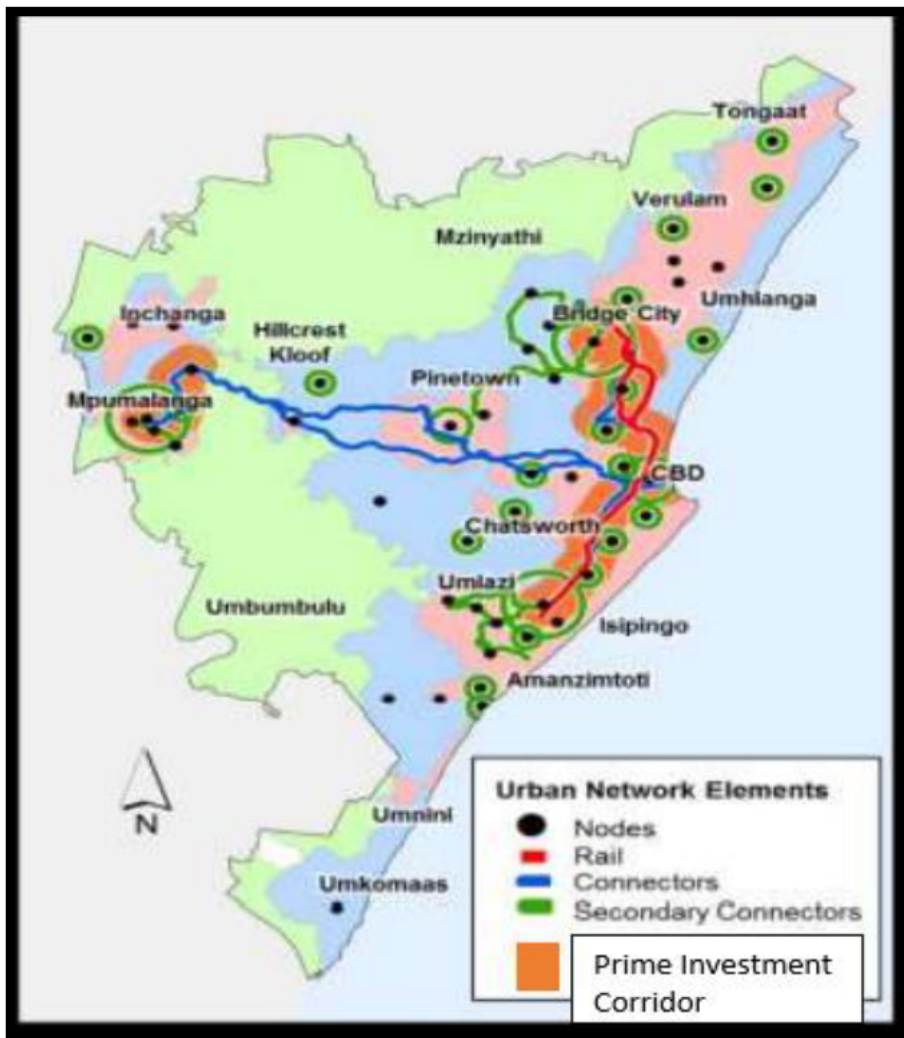 Tongaat
Verulam
Mzinyathi
Umhlanga
Inchanga
Bridge City
Hillcrest
Kloof
Pinetown
Mpumalanga
CBD
Chatsworth
Umlazi
Umbumbulu
Isipingo
Amanzimtoti
N
Umnini
Umkomaas
Urban Network Elements
Nodes
Rail
Connectors
Secondary Connectors
Prime Investment
Corridor